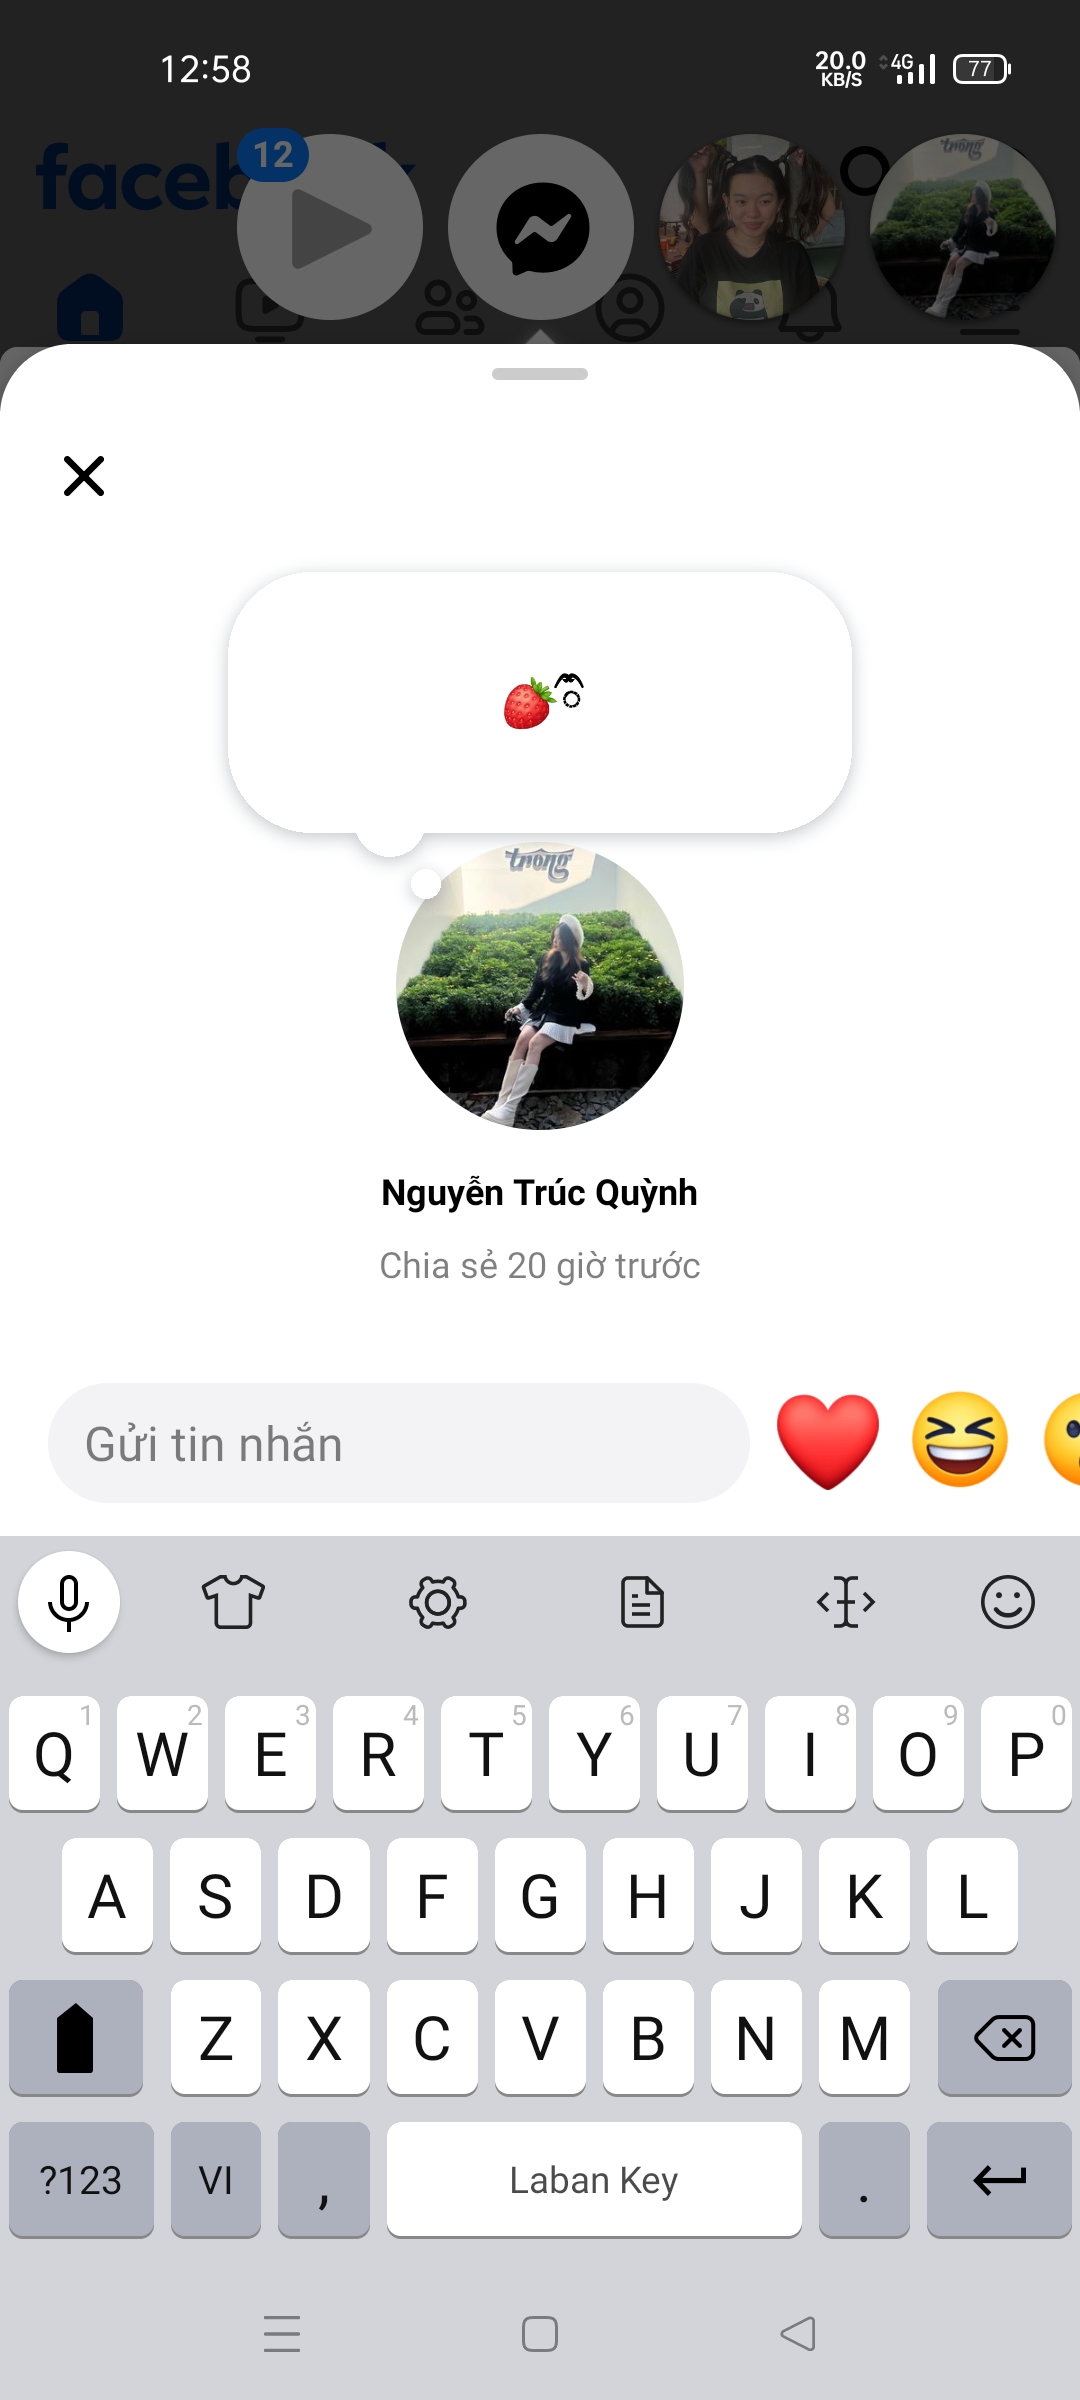 12:58
20.0
KB/S
4G
77
12
trong
Nguyễn Trúc Quỳnh
Chia sẻ 20 giờ trước
Gửi tin nhắn
1 2 3 4 5 6 7 8 9 0
Q W E R T Y U I O P
A S D F G H J K L
Z X C V B N M
?123 VI , Laban Key .